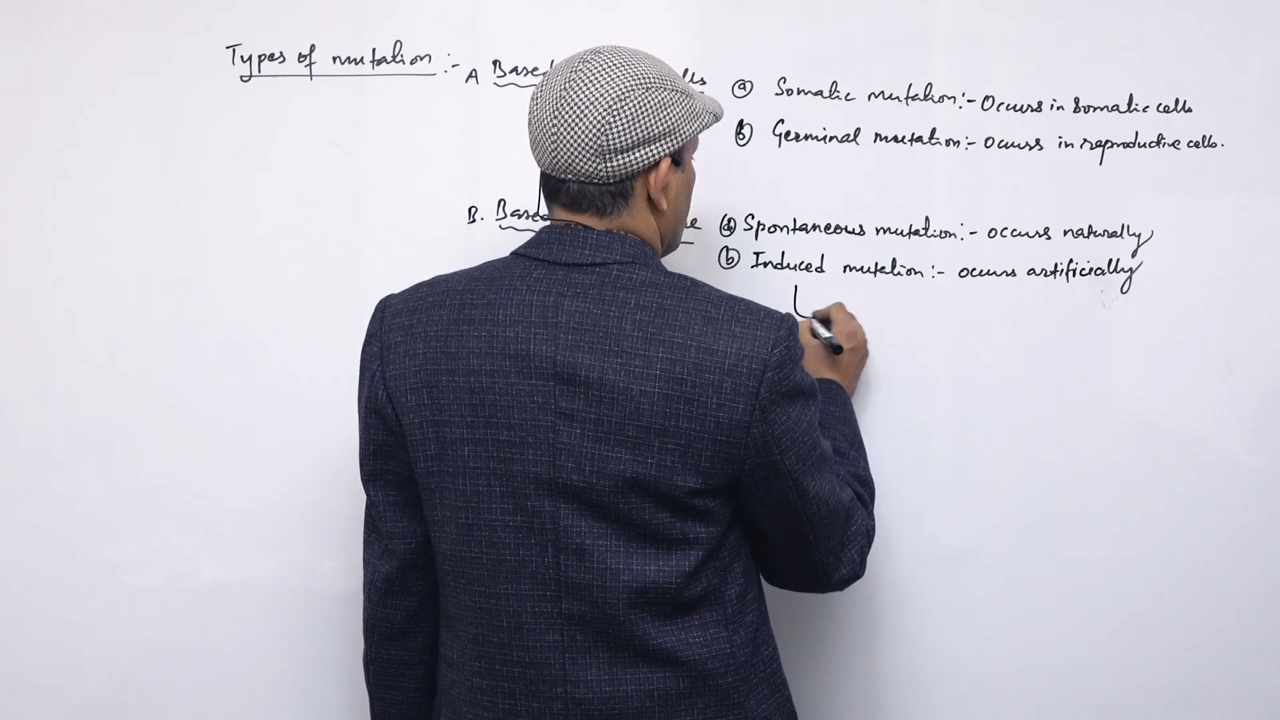 Types of mutation :- A Based
a Somatic mutation:- Occurs in Somatic cells
b Germinal mutation:- occurs in reproductive cells.
B. Based
a Spontaneous mutation:- occurs naturally
b Induced mutation:- occurs artificially